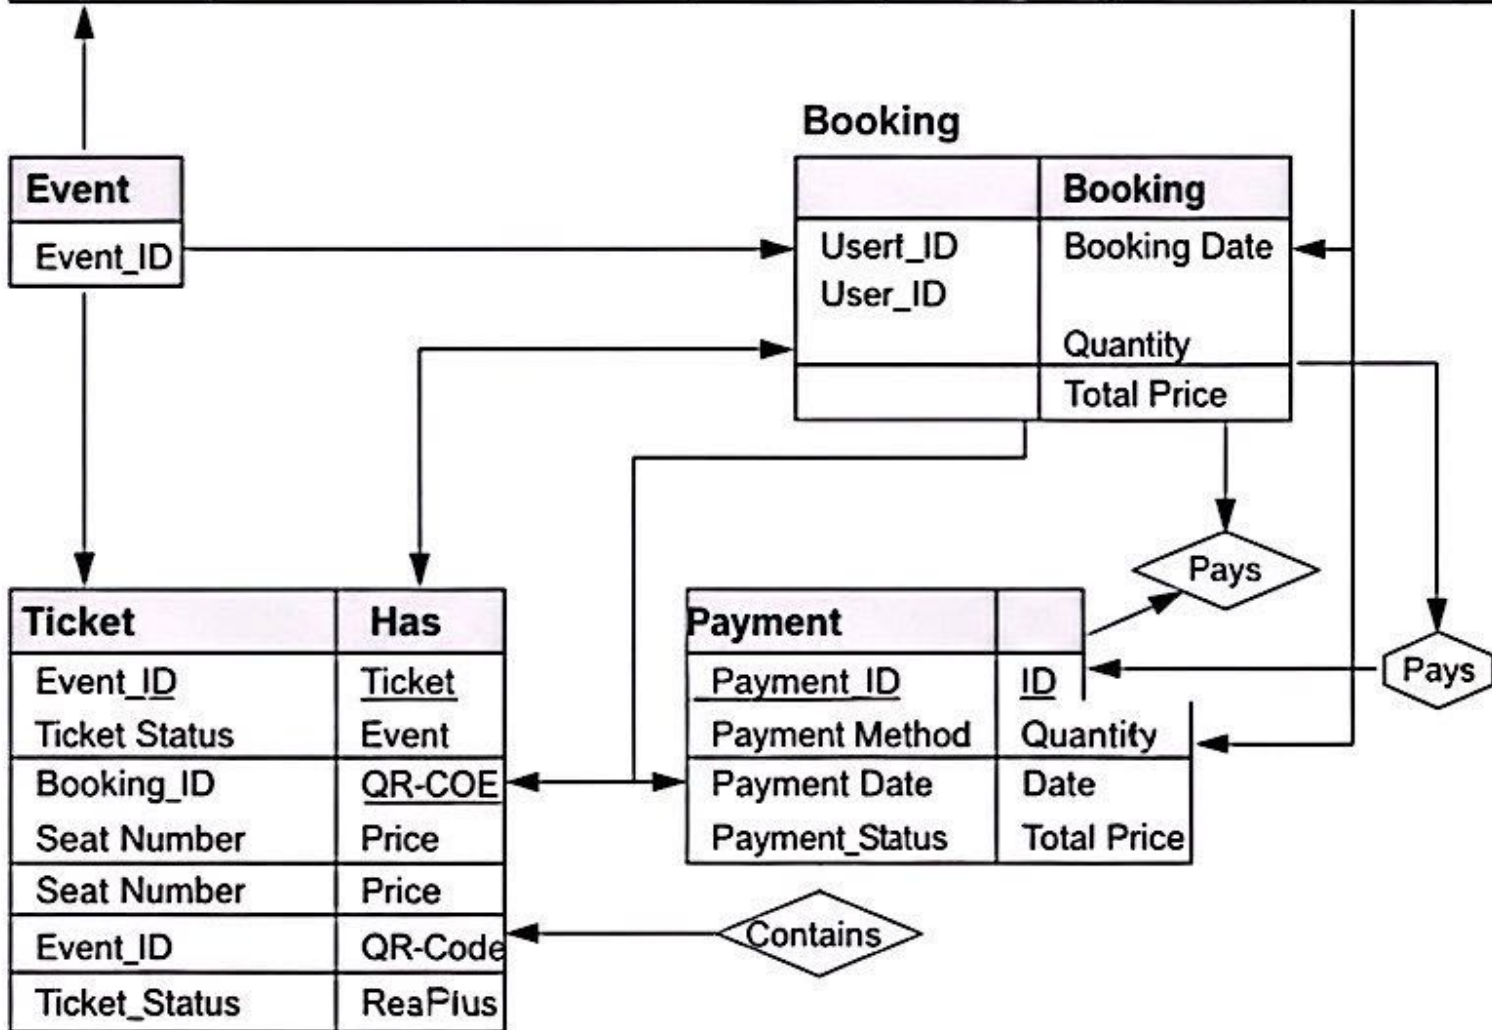 Booking
Event
Event_ID
Booking
Userf_ID
Booking Date
User_ID
Quantity
Total Price
Pays
Pays
Ticket Has
Event_ID Ticket
Ticket Status Event
Booking_ID QR-COE
Seat Number Price
Seat Number Price
Event_ID QR-Code
Ticket_Status ReaPlus
Payment
Payment_ID ID
Payment Method Quantity
Payment Date Date
Payment_Status Total Price
Contains